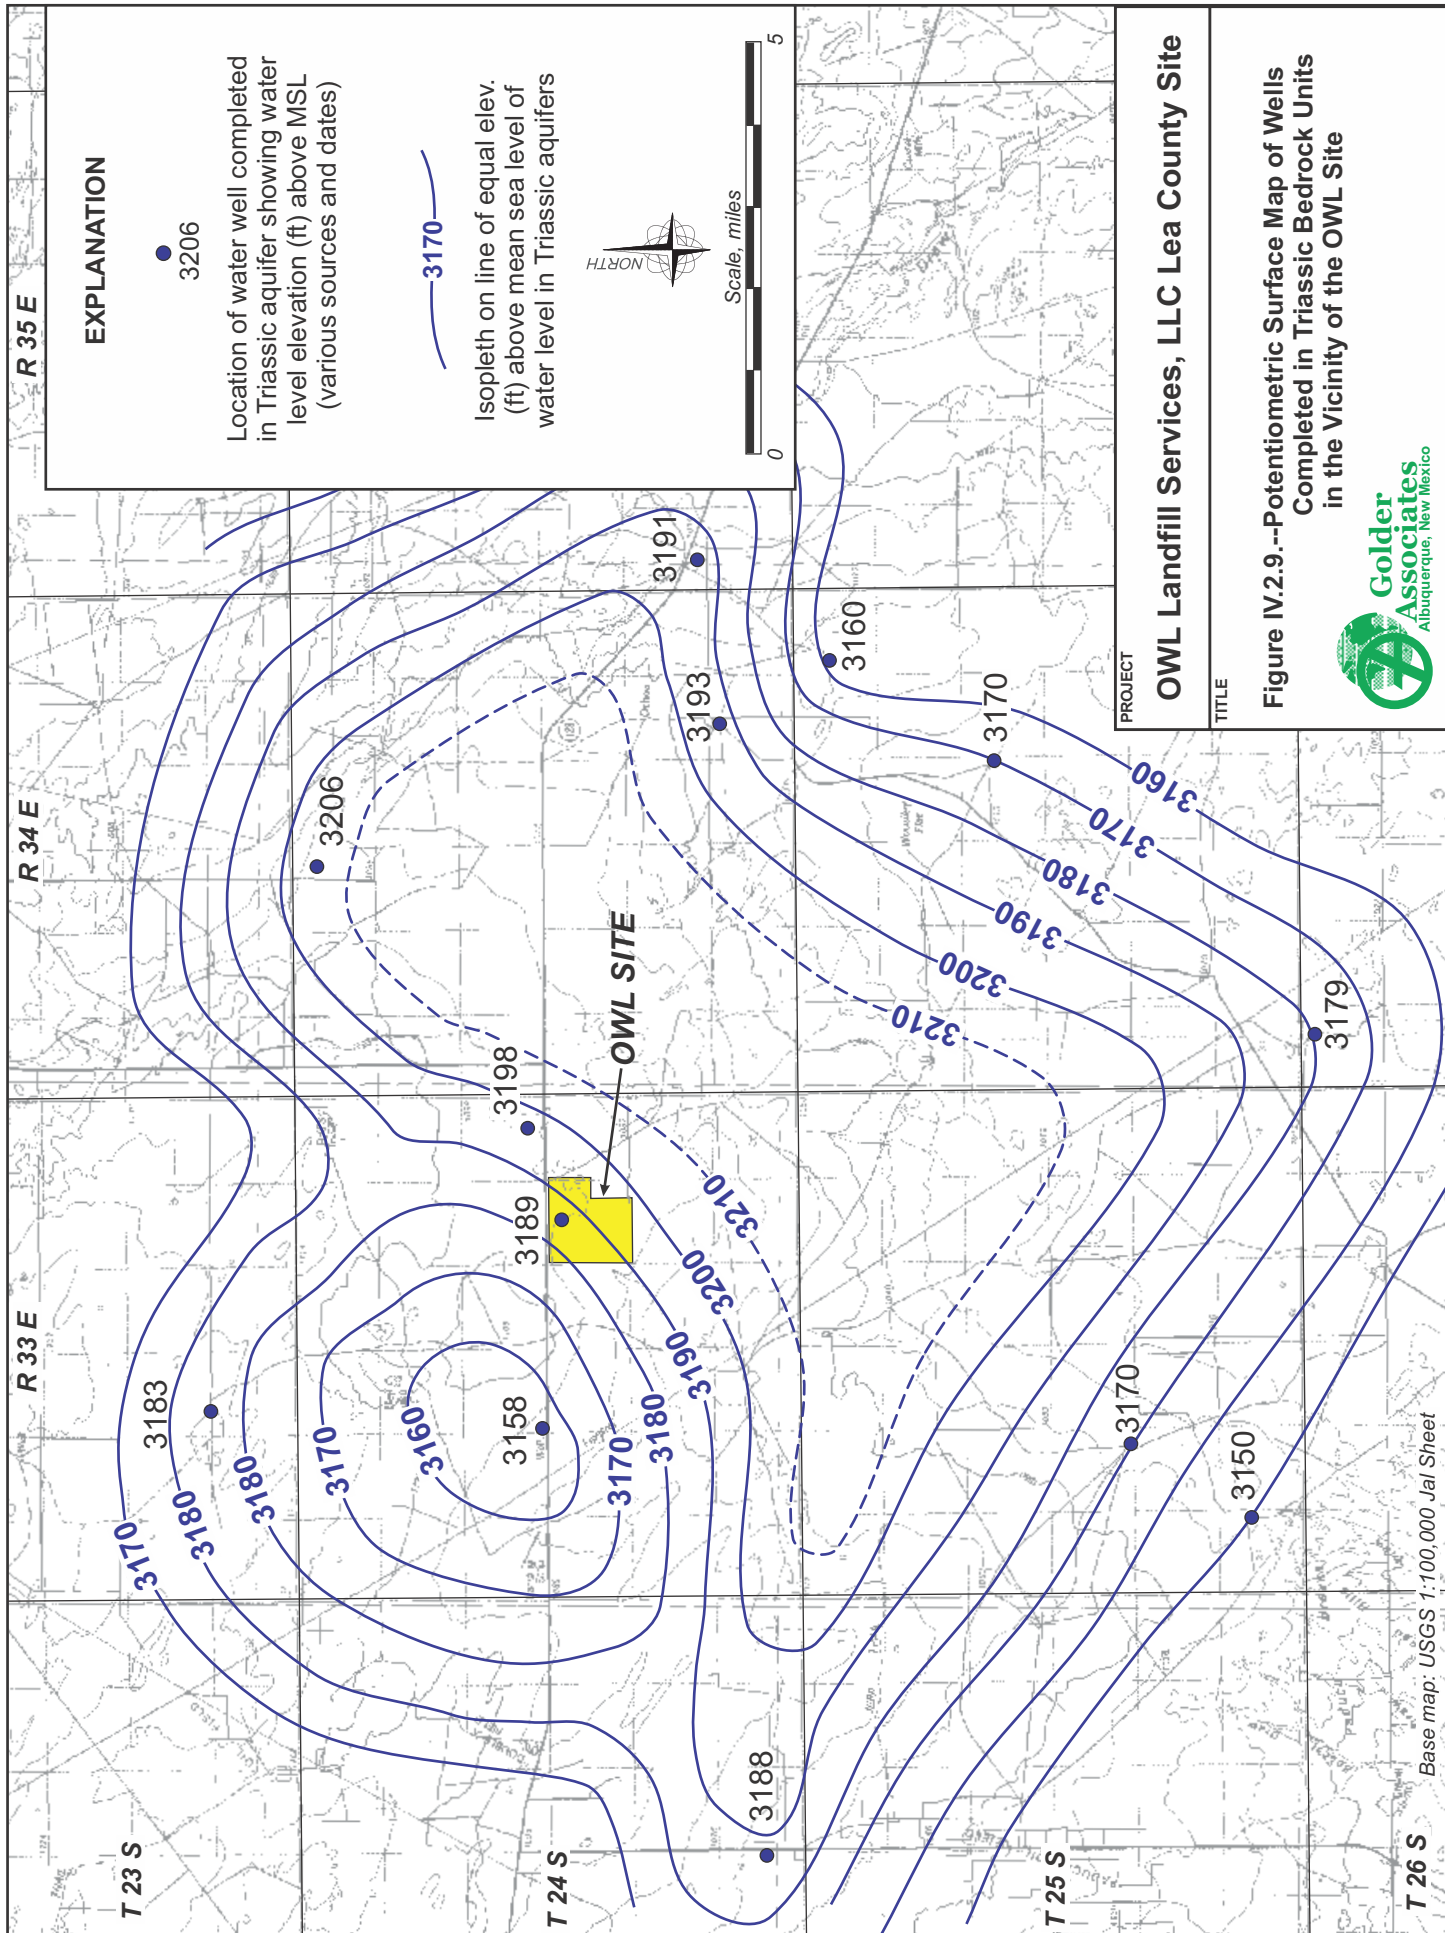 R 33 E
R 34 E
R 35 E
T 23 S
T 24 S
T 25 S
T 26 S
3183
3206
3198
3189
3158
3191
3193
3188
3160
3170
3170
3150
3179
OWL SITE
3170
3180
3180
3170
3160
3170
3180
3190
3200
3210
3210
3200
3190
3180
3170
3160
EXPLANATION
3206
Location of water well completed
in Triassic aquifer showing water
level elevation (ft) above MSL
(various sources and dates)
3170
Isopleth on line of equal elev.
(ft) above mean sea level of
water level in Triassic aquifers
NORTH
Scale, miles
0
5
PROJECT
OWL Landfill Services, LLC Lea County Site
TITLE
Figure IV.2.9.--Potentiometric Surface Map of Wells
Completed in Triassic Bedrock Units
in the Vicinity of the OWL Site
Golder
Associates
Albuquerque, New Mexico
Base map: USGS 1:100,000 Jal Sheet